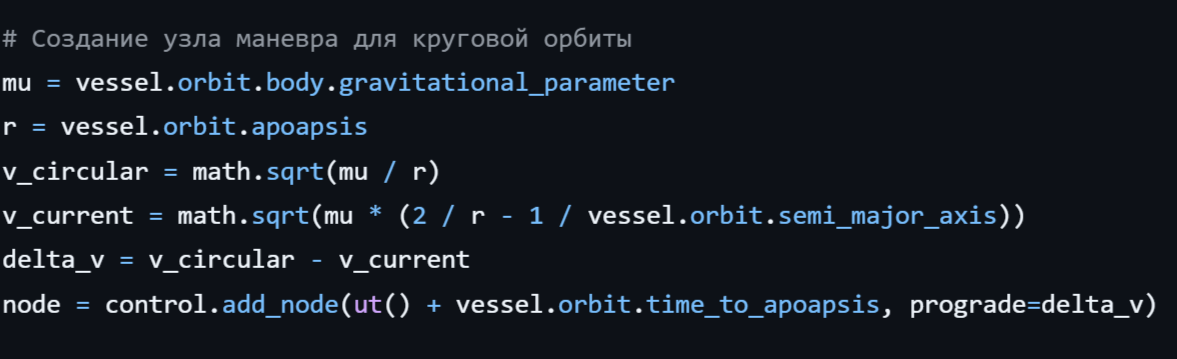 # Создание узла маневра для круговой орбиты
mu = vessel.orbit.body.gravitational_parameter
r = vessel.orbit.apoapsis
v_circular = math.sqrt(mu / r)
v_current = math.sqrt(mu * (2 / r - 1 / vessel.orbit.semi_major_axis))
delta_v = v_circular - v_current
node = control.add_node(ut() + vessel.orbit.time_to_apoapsis, prograde=delta_v)